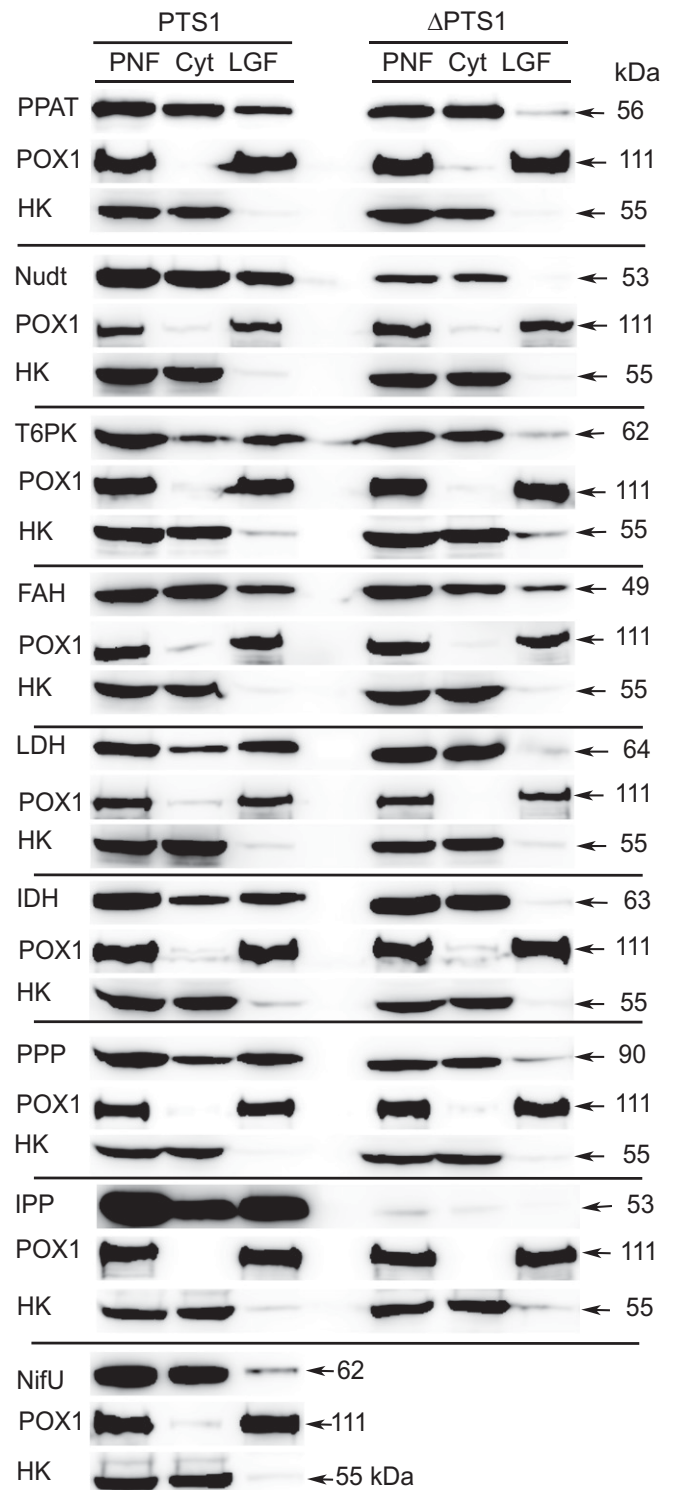 PTS1 ΔPTS1
PNF Cyt LGF PNF Cyt LGF kDa
PPAT 56
POX1 111
HK 55
Nudt 53
POX1 111
HK 55
T6PK 62
POX1 111
HK 55
FAH 49
POX1 111
HK 55
LDH 64
POX1 111
HK 55
IDH 63
POX1 111
HK 55
PPP 90
POX1 111
HK 55
IPP 53
POX1 111
HK 55
NifU 62
POX1 111
HK 55 kDa